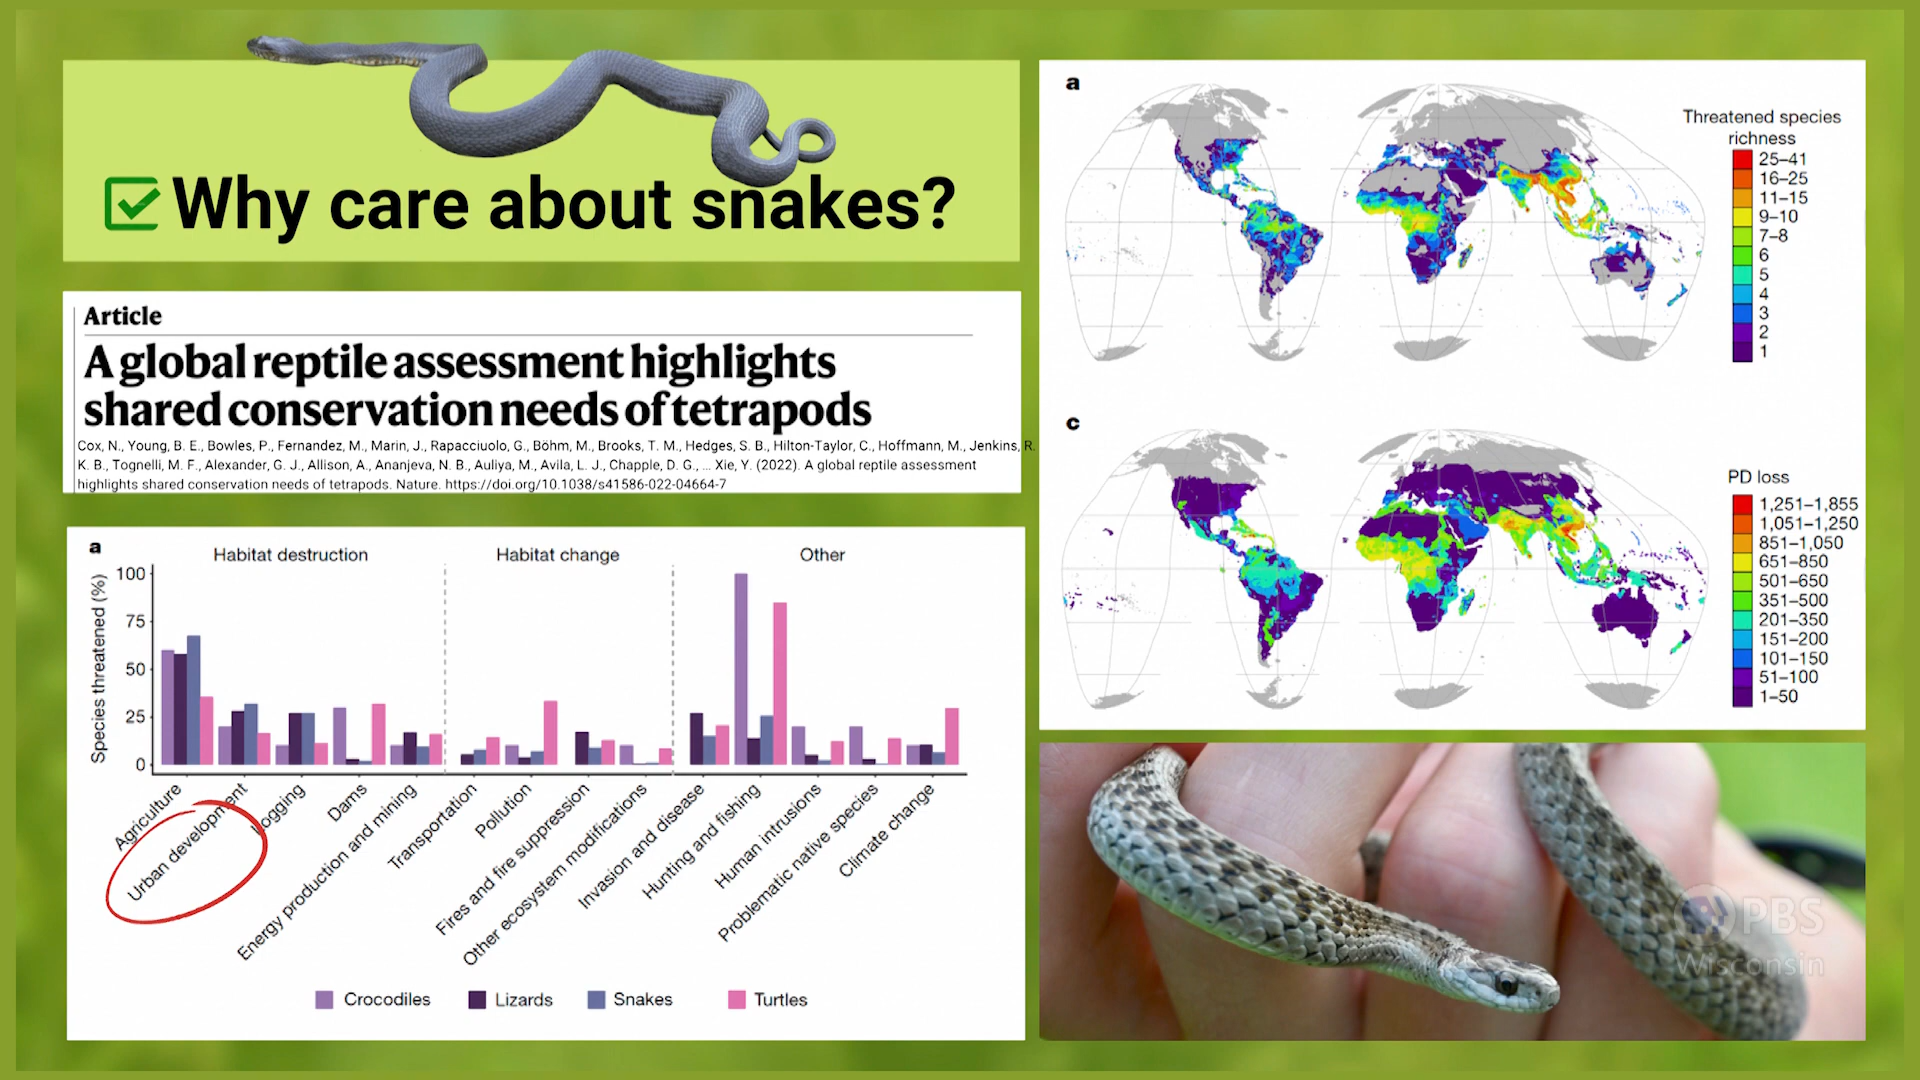 Why care about snakes?
Article
A global reptile assessment highlights
shared conservation needs of tetrapods
Cox, N., Young, B. E., Bowles, P., Fernandez, M., Marin, J., Rapacciuolo, G., Böhm, M., Brooks, T. M., Hedges, S. B., Hilton-Taylor, C., Hoffmann, M., Jenkins, R.
K. B., Tognelli, M. F., Alexander, G. J., Allison, A., Ananjeva, N. B., Auliya, M., Avila, L. J., Chapple, D. G., ... Xie, Y. (2022). A global reptile assessment
highlights shared conservation needs of tetrapods. Nature. https://doi.org/10.1038/s41586-022-04664-7
a
Habitat destruction
Habitat change
Other
Species threatened (%)
100
75
50
25
0
Agriculture
Urban development
Logging
Dams
Energy production and mining
Transportation
Pollution
Fires and fire suppression
Other ecosystem modifications
Invasion and disease
Hunting and fishing
Human intrusions
Problematic native species
Climate change
Crocodiles
Lizards
Snakes
Turtles
a
Threatened species
richness
25–41
16–25
11–15
9–10
7–8
6
5
4
3
2
1
c
PD loss
1,251–1,855
1,051–1,250
851–1,050
651–850
501–650
351–500
201–350
151–200
101–150
51–100
1–50
PBS
Wisconsin